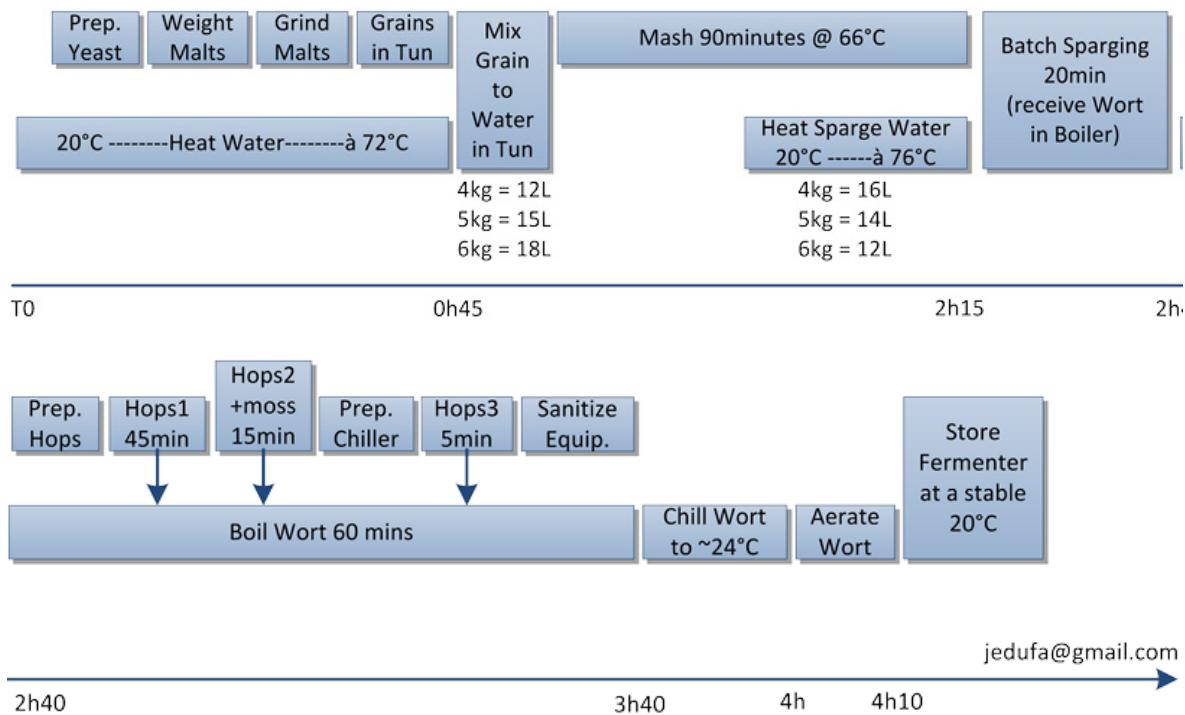 Prep.
Yeast
Weight
Malts
Grind
Malts
Grains
in Tun
Mix
Grain
to
Water
in Tun
Mash 90minutes @ 66°C
Batch Sparging
20min
(receive Wort
in Boiler)
20°C --------Heat Water--------à 72°C
Heat Sparge Water
20°C ------à 76°C
4kg = 12L
5kg = 15L
6kg = 18L
4kg = 16L
5kg = 14L
6kg = 12L
T0
0h45
2h15
Prep.
Hops
Hops1
45min
Hops2
+moss
15min
Prep.
Chiller
Hops3
5min
Sanitize
Equip.
Store
Fermenter
at a stable
20°C
Boil Wort 60 mins
Chill Wort
to ~24°C
Aerate
Wort
jedufa@gmail.com
2h40
3h40
4h
4h10